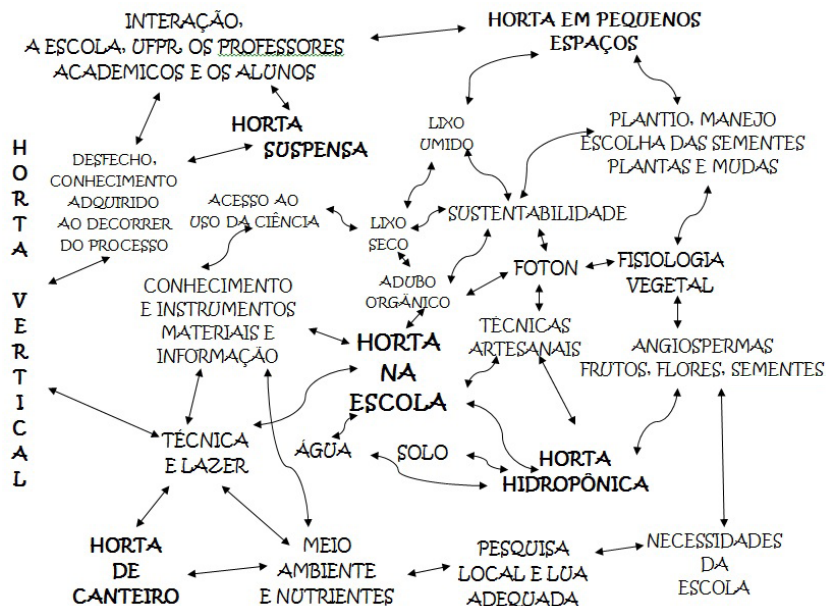 INTERAÇÃO,
A ESCOLA, UFPR, OS PROFESSORES
ACADEMICOS E OS ALUNOS
HORTA EM PEQUENOS
ESPAÇOS
HORTA
SUSPENSA
LIXO
UMIDO
PLANTIO, MANEJO
ESCOLHA DAS SEMENTES
PLANTAS E MUDAS
HORTA VERTICAL
DESFECHO,
CONHECIMENTO
ADQUIRIDO
AO DECORRER
DO PROCESSO
ACESSO AO
USO DA CIÊNCIA
LIXO
SECO
SUSTENTABILIDADE
ADUBO
ORGÂNICO
FOTON
FISIOLOGIA
VEGETAL
CONHECIMENTO
E INSTRUMENTOS
MATERIAIS E
INFORMAÇÃO
HORTA
NA
ESCOLA
TÉCNICAS
ARTESANAIS
ANGIOSPERMAS
FRUTOS, FLORES, SEMENTES
TÉCNICA
E LAZER
ÁGUA
SOLO
HORTA
HIDROPÔNICA
HORTA
DE
CANTEIRO
MEIO
AMBIENTE
E NUTRIENTES
PESQUISA
LOCAL E LUA
ADEQUADA
NECESSIDADES
DA
ESCOLA